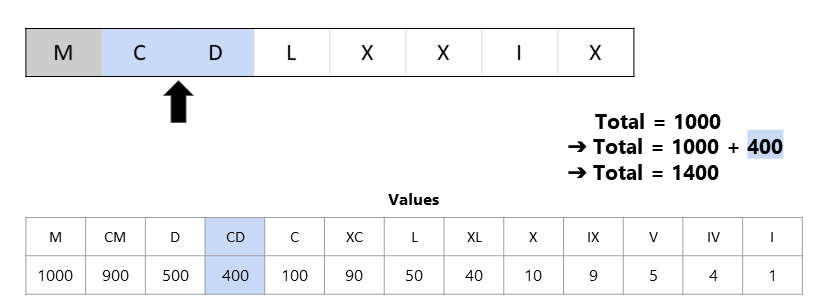 M C D L X X I X
Total = 1000
➔ Total = 1000 + 400
➔ Total = 1400
Values
M CM D CD C XC L XL X IX V IV I
1000 900 500 400 100 90 50 40 10 9 5 4 1